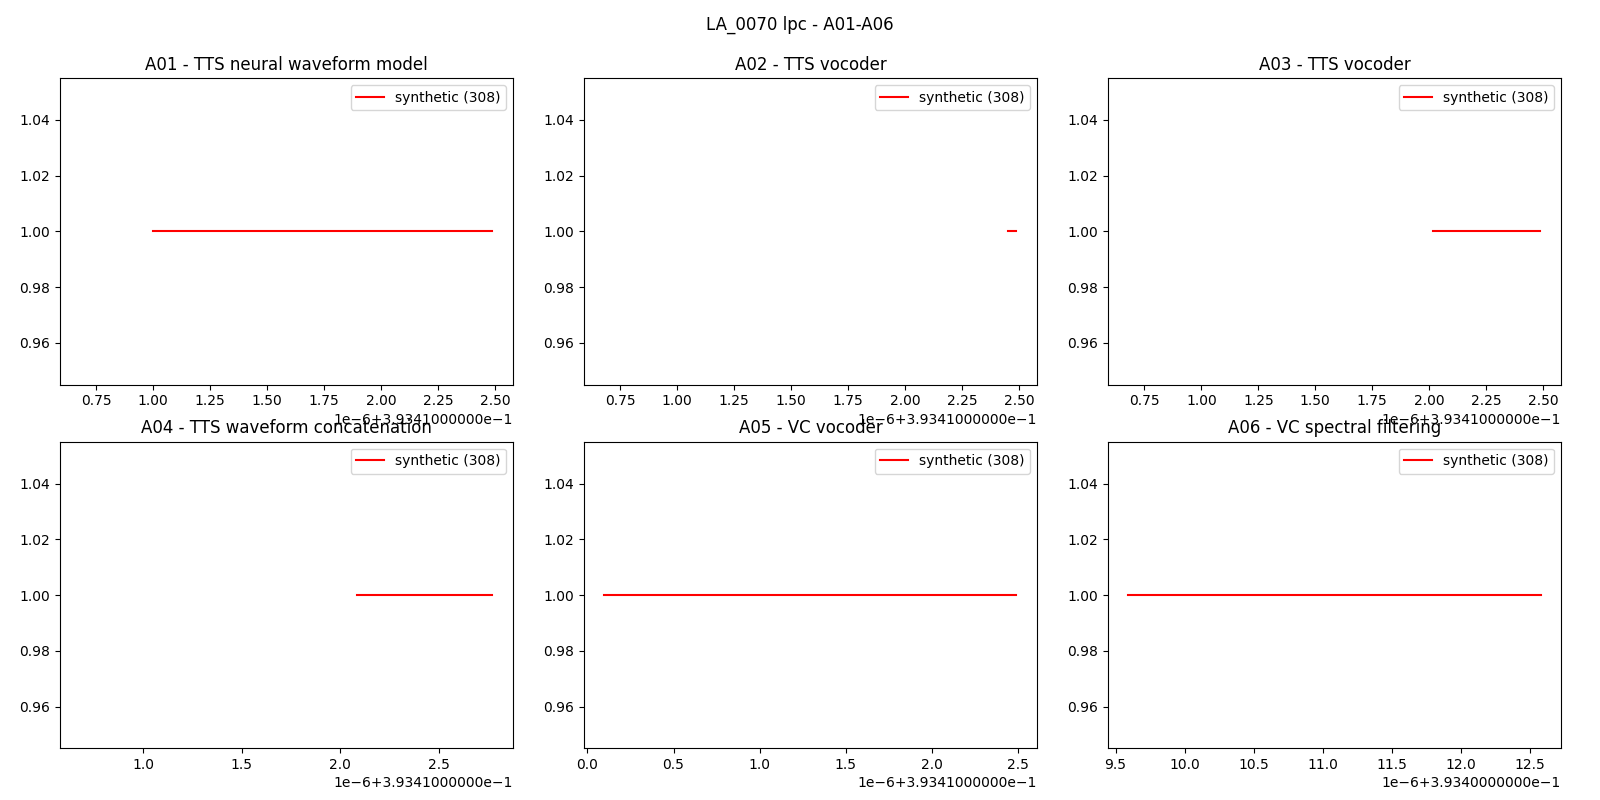 LA_0070 lpc - A01-A06
A01 - TTS neural waveform model
synthetic (308)
1.04
1.02
1.00
0.98
0.96
0.75 1.00 1.25 1.50 1.75 2.00 2.25 2.50
1e−6+3.9341000000e−1
A02 - TTS vocoder
synthetic (308)
1.04
1.02
1.00
0.98
0.96
0.75 1.00 1.25 1.50 1.75 2.00 2.25 2.50
1e−6+3.9341000000e−1
A03 - TTS vocoder
synthetic (308)
1.04
1.02
1.00
0.98
0.96
0.75 1.00 1.25 1.50 1.75 2.00 2.25 2.50
1e−6+3.9341000000e−1
A04 - TTS waveform concatenation
synthetic (308)
1.04
1.02
1.00
0.98
0.96
1.0 1.5 2.0 2.5
1e−6+3.9341000000e−1
A05 - VC vocoder
synthetic (308)
1.04
1.02
1.00
0.98
0.96
0.0 0.5 1.0 1.5 2.0 2.5
1e−6+3.9341000000e−1
A06 - VC spectral filtering
synthetic (308)
1.04
1.02
1.00
0.98
0.96
9.5 10.0 10.5 11.0 11.5 12.0 12.5
1e−6+3.9340000000e−1